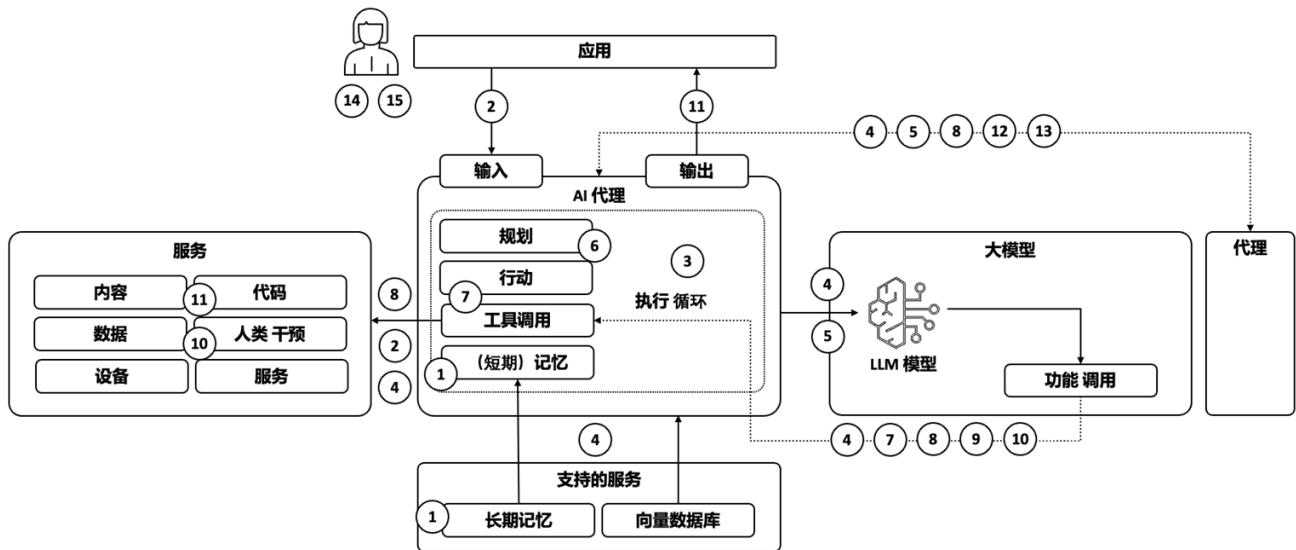 应用
14 15
2
11
4 5 8 12 13
输入
输出
AI 代理
规划
6
行动
3
执行 循环
7
工具调用
（短期）记忆
1
服务
内容
11
代码
数据
10
人类 干预
设备
服务
8
2
4
大模型
4
5
LLM 模型
功能 调用
代理
4 7 8 9 10
4
支持的服务
1
长期记忆
向量数据库